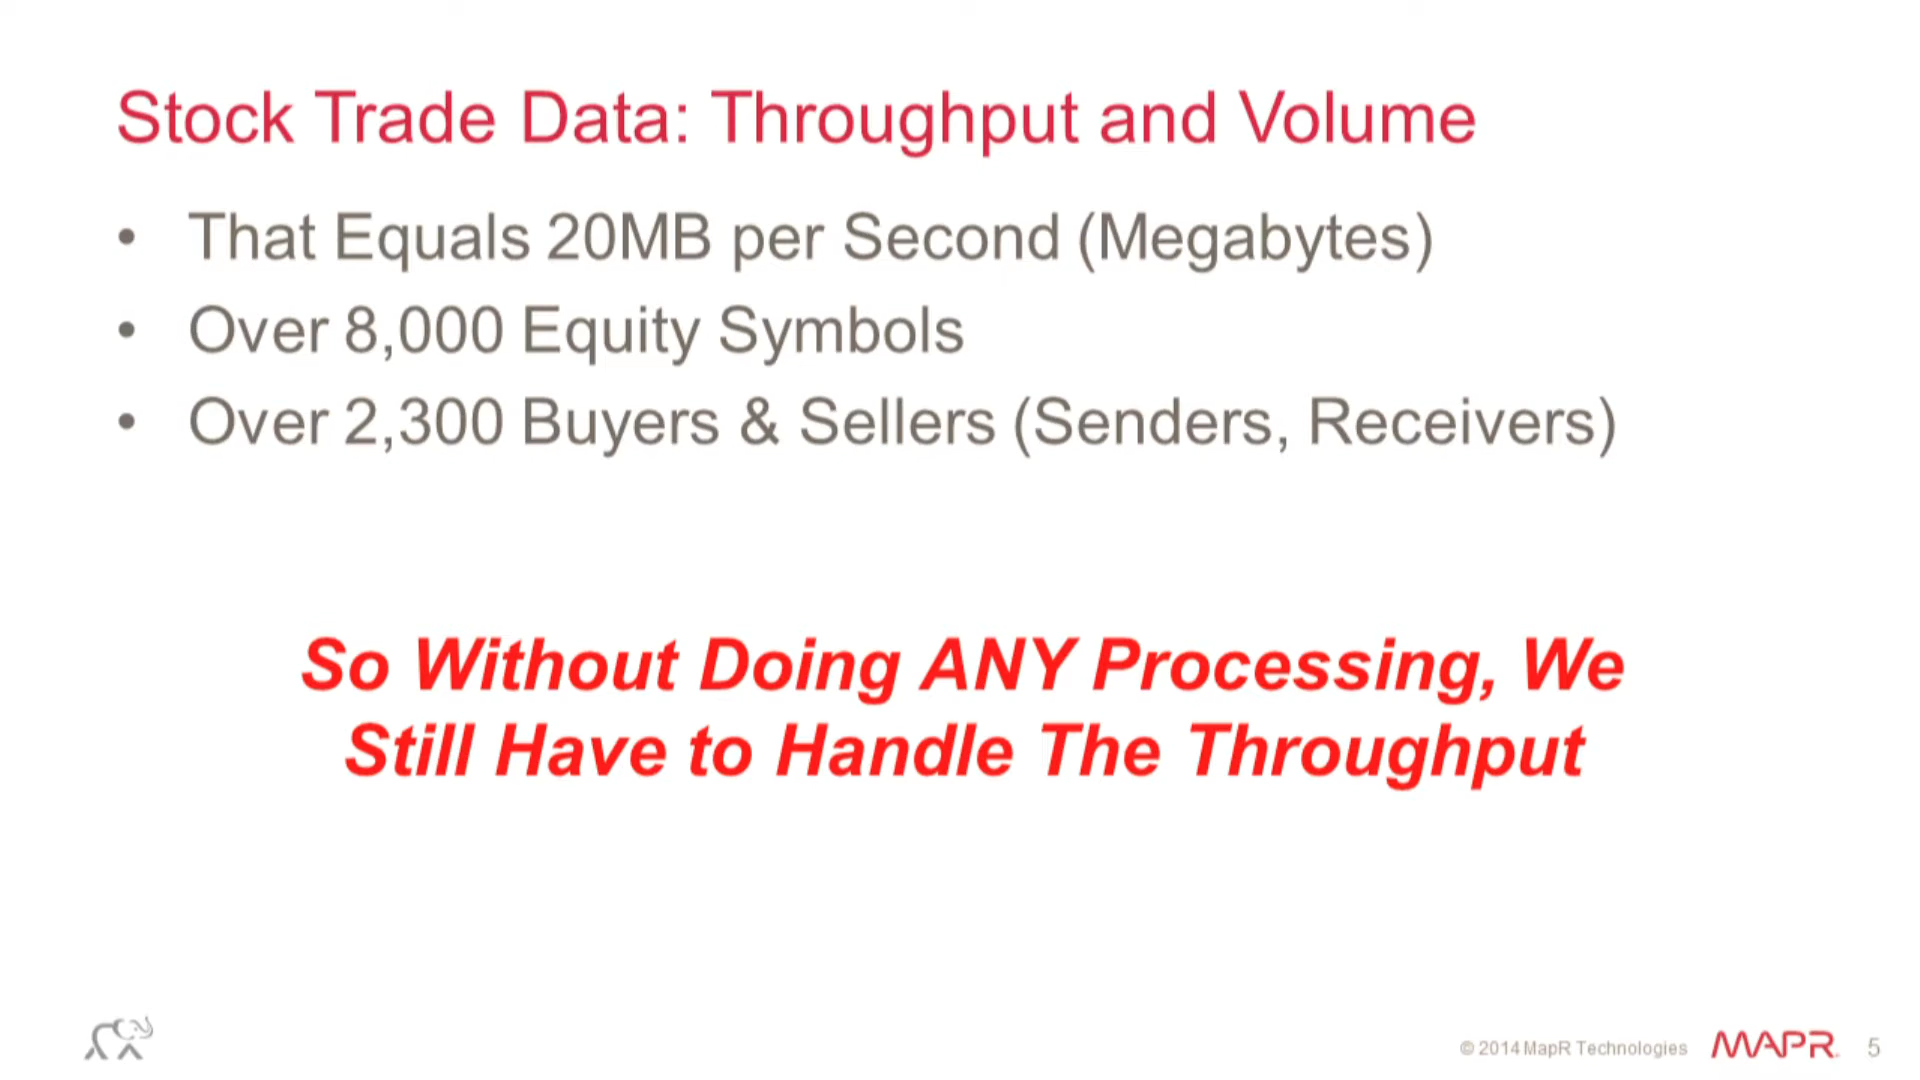 Stock Trade Data: Throughput and Volume
• That Equals 20MB per Second (Megabytes)
• Over 8,000 Equity Symbols
• Over 2,300 Buyers & Sellers (Senders, Receivers)
So Without Doing ANY Processing, We
Still Have to Handle The Throughput
© 2014 MapR Technologies MAPR 5